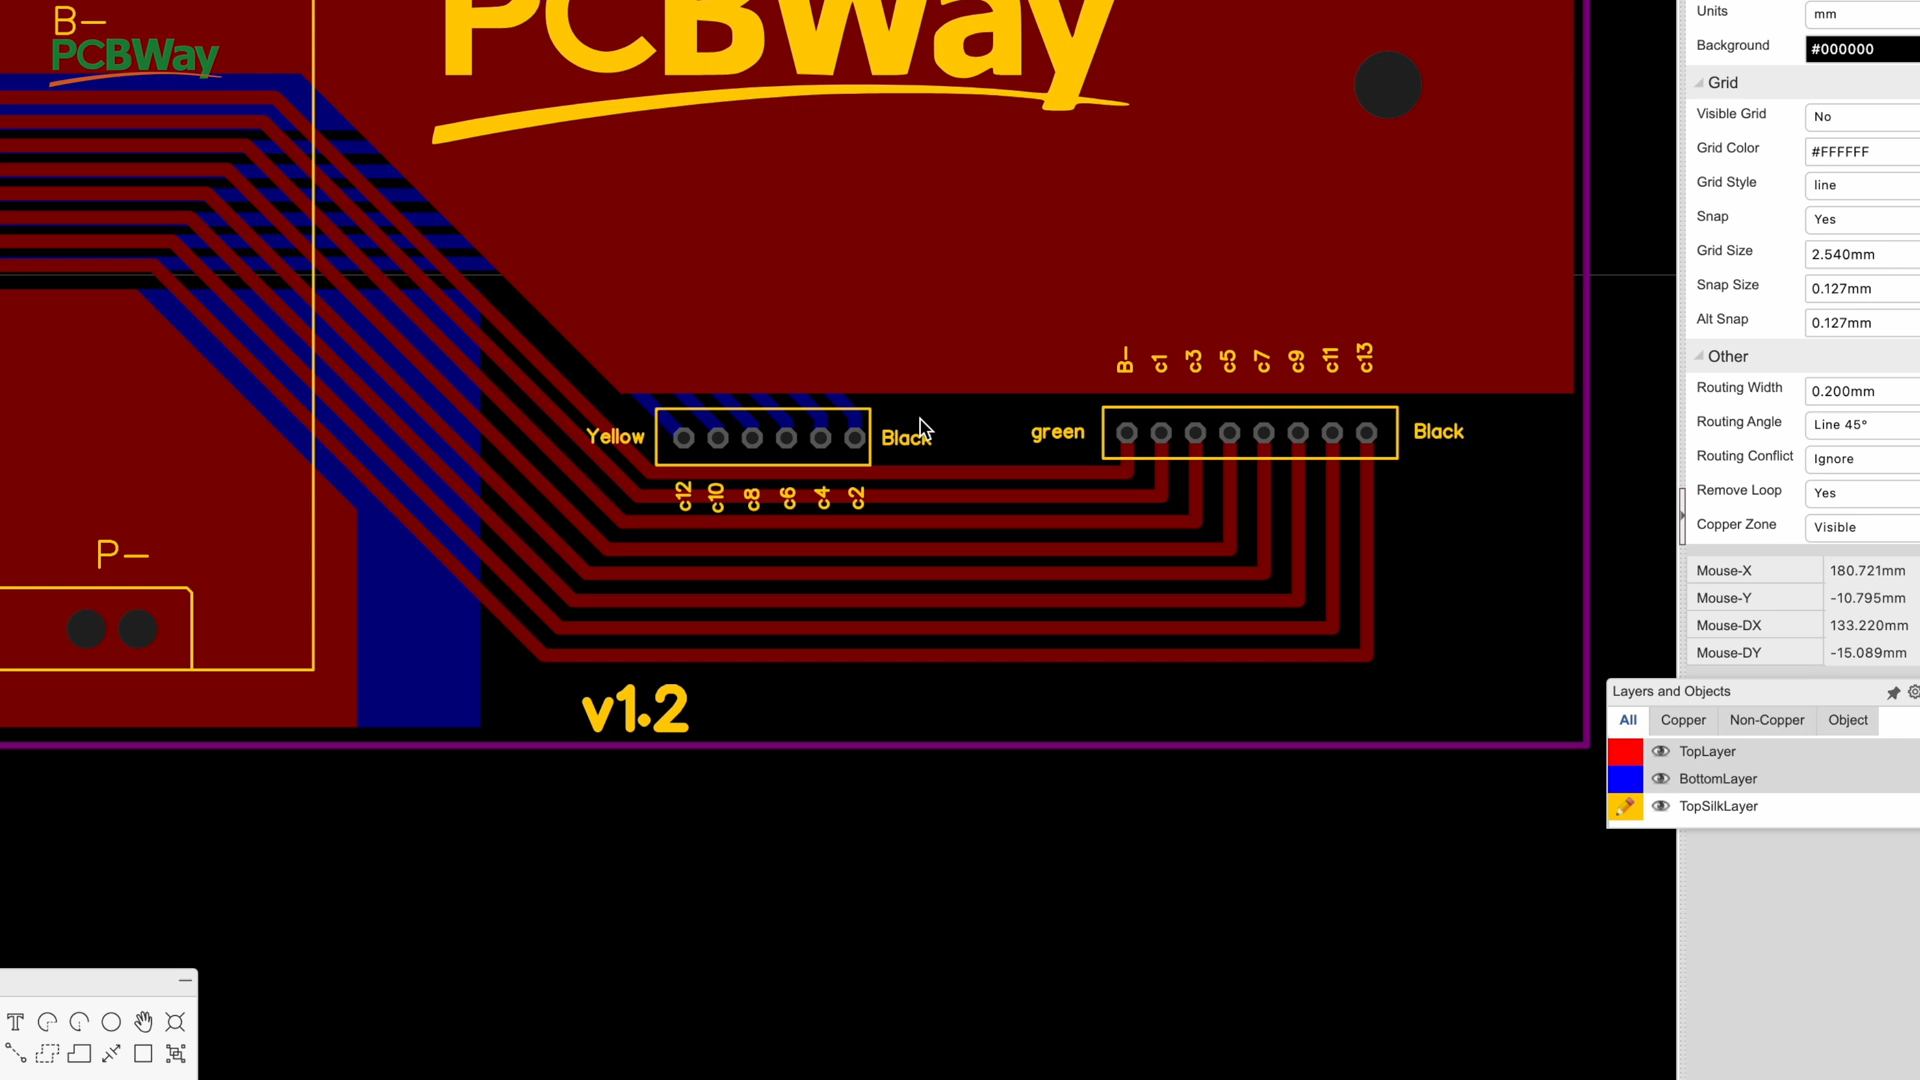 B–
PCBWay
PCBWay
B– c1 c3 c5 c7 c9 c11 c13
Yellow
Black
green
Black
c12 c10 c8 c6 c4 c2
P–
v1.2
Units mm
Background #000000
Grid
Visible Grid No
Grid Color #FFFFFF
Grid Style line
Snap Yes
Grid Size 2.540mm
Snap Size 0.127mm
Alt Snap 0.127mm
Other
Routing Width 0.200mm
Routing Angle Line 45°
Routing Conflict Ignore
Remove Loop Yes
Copper Zone Visible
Mouse-X 180.721mm
Mouse-Y -10.795mm
Mouse-DX 133.220mm
Mouse-DY -15.089mm
Layers and Objects
All Copper Non-Copper Object
TopLayer
BottomLayer
TopSilkLayer